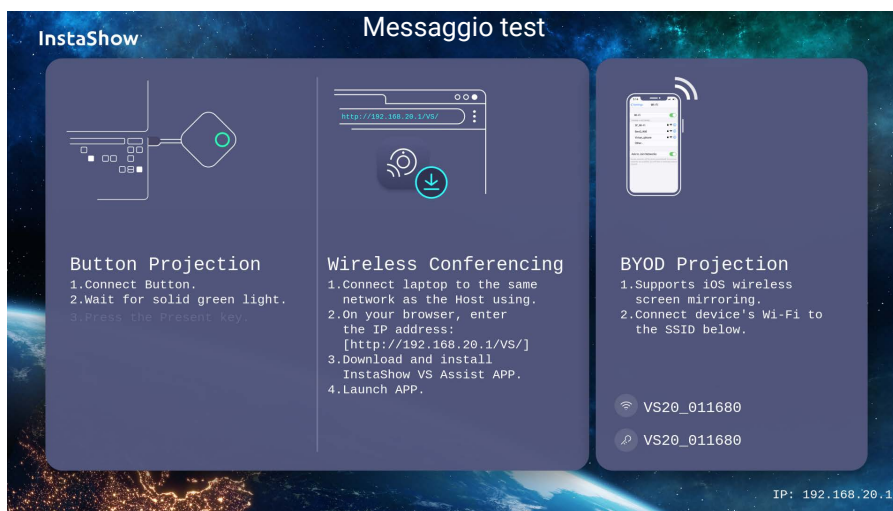 InstaShow
Messaggio test
http://192.168.20.1/VS/
Button Projection
1.Connect Button.
2.Wait for solid green light.
3.Press the Present key.
Wireless Conferencing
1.Connect laptop to the same
network as the Host using.
2.On your browser, enter
the IP address:
[http://192.168.20.1/VS/]
3.Download and install
InstaShow VS Assist APP.
4.Launch APP.
BYOD Projection
1.Supports iOS wireless
screen mirroring.
2.Connect device's Wi-Fi to
the SSID below.
VS20_011680
VS20_011680
IP: 192.168.20.1